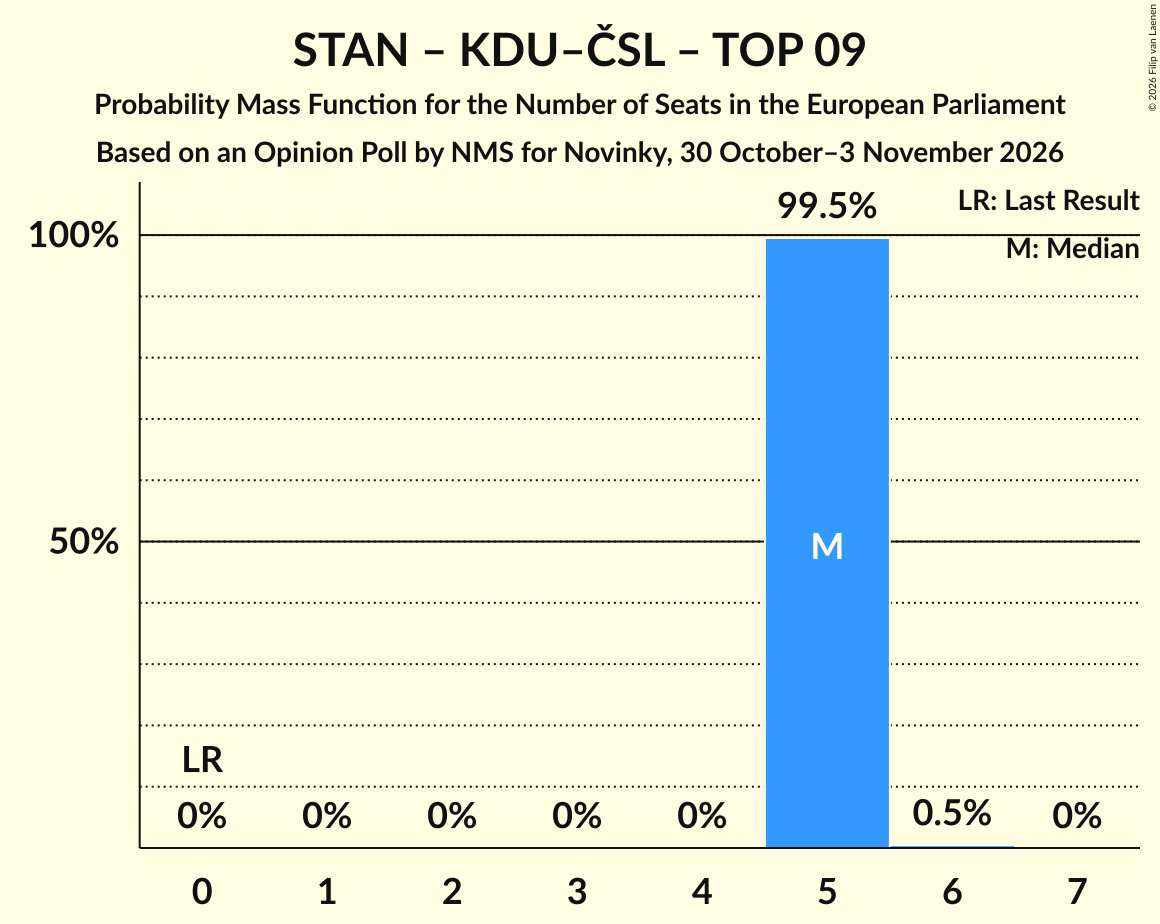 STAN – KDU–ČSL – TOP 09
Probability Mass Function for the Number of Seats in the European Parliament
Based on an Opinion Poll by NMS for Novinky, 30 October–3 November 2026
© 2026 Filip van Laenen
LR: Last Result
M: Median
99.5%
100%
50%
M
LR
0% 0% 0% 0% 0% 0.5% 0%
0 1 2 3 4 5 6 7